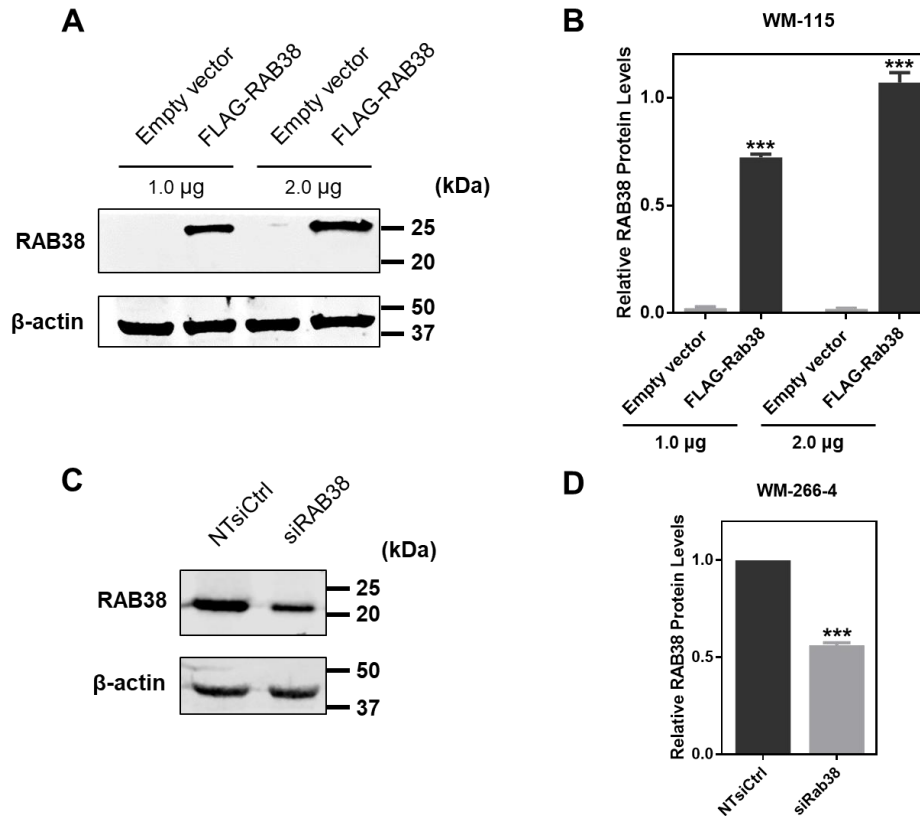 A
Empty vector
FLAG-RAB38
Empty vector
FLAG-RAB38
1.0 µg
2.0 µg
(kDa)
RAB38
25
20
β-actin
50
37
B
WM-115
Relative RAB38 Protein Levels
1.0
0.5
0.0
***
***
Empty vector
FLAG-Rab38
Empty vector
FLAG-Rab38
1.0 µg
2.0 µg
C
NTsiCtrl
siRAB38
(kDa)
RAB38
25
20
β-actin
50
37
D
WM-266-4
Relative RAB38 Protein Levels
1.0
0.5
0.0
***
NTsiCtrl
siRab38